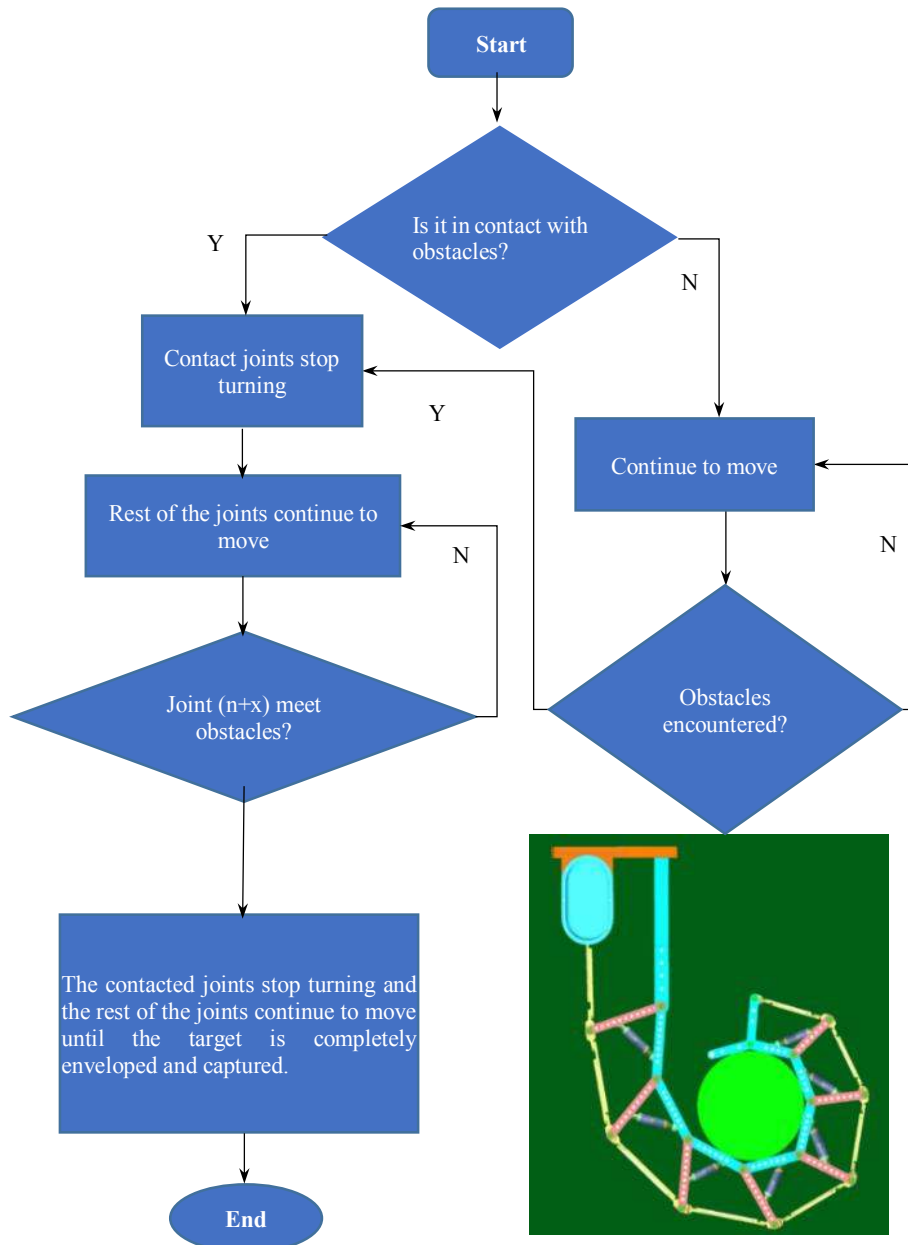 Start
Is it in contact with
obstacles?
Y
N
Contact joints stop
turning
Y
Continue to move
Rest of the joints continue to
move
N
N
Joint (n+x) meet
obstacles?
Obstacles
encountered?
The contacted joints stop turning and
the rest of the joints continue to move
until the target is completely
enveloped and captured.
End